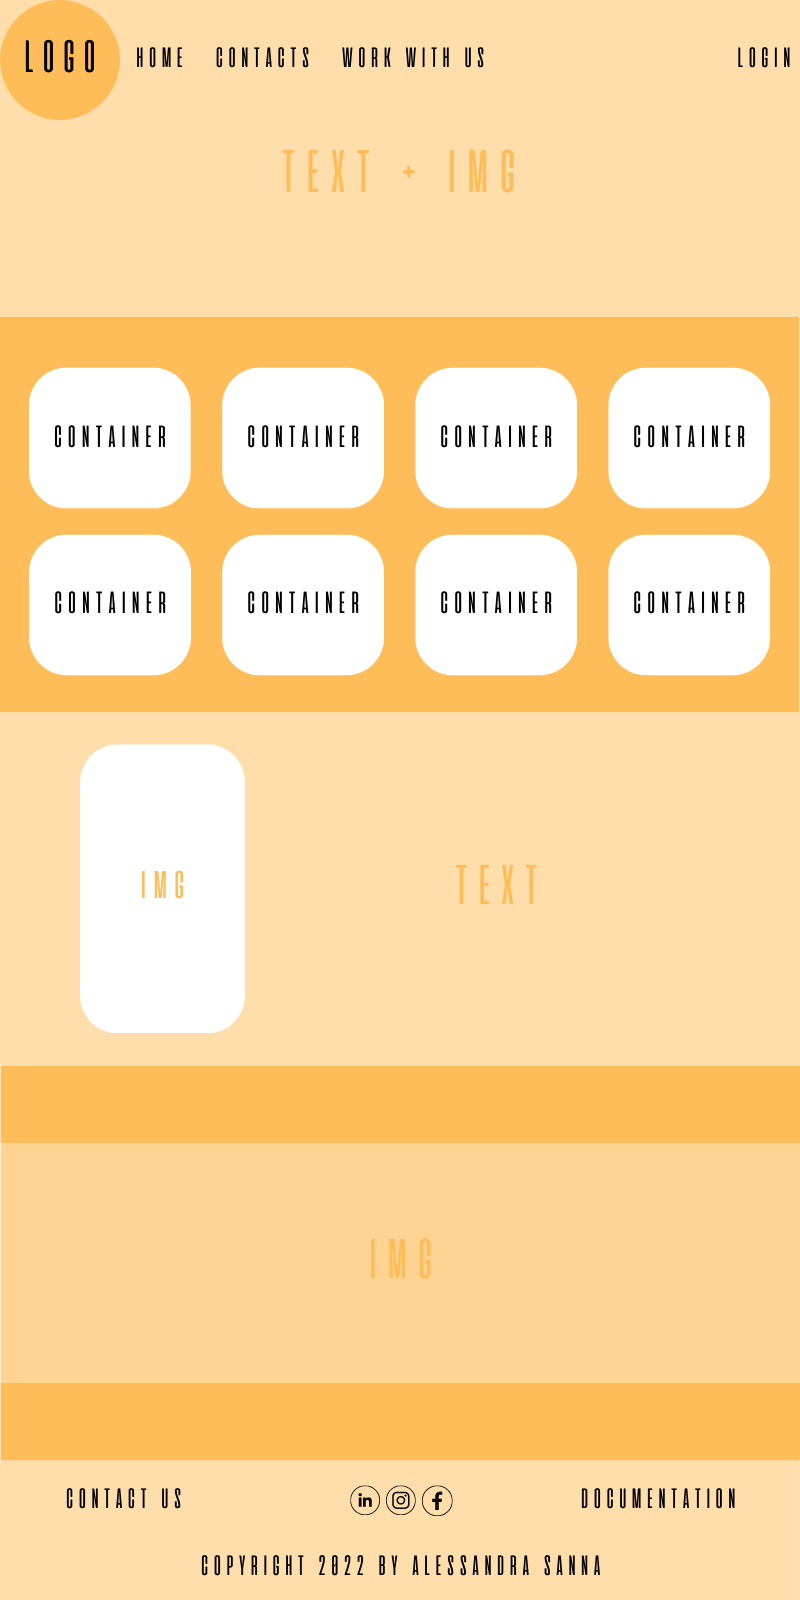 LOGO HOME CONTACTS WORK WITH US LOGIN
TEXT + IMG
CONTAINER CONTAINER CONTAINER CONTAINER
CONTAINER CONTAINER CONTAINER CONTAINER
IMG TEXT
IMG
CONTACT US in f DOCUMENTATION
COPYRIGHT 2022 BY ALESSANDRA SANNA